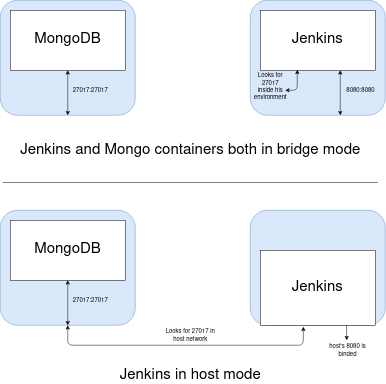 MongoDB
27017:27017
Jenkins
Looks for
27017
inside his
environment
8080:8080
Jenkins and Mongo containers both in bridge mode
MongoDB
27017:27017
Jenkins
Looks for 27017 in
host network
host's 8080 is
binded
Jenkins in host mode